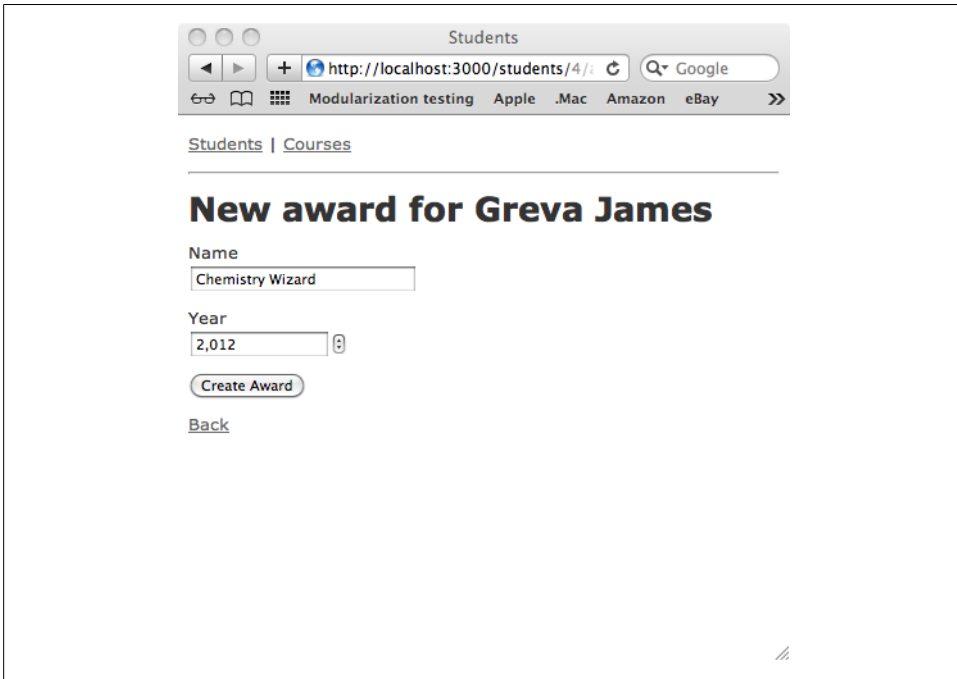 Students
http://localhost:3000/students/4/
Google
Modularization testing Apple .Mac Amazon eBay
Students | Courses
New award for Greva James
Name
Chemistry Wizard
Year
2,012
Create Award
Back